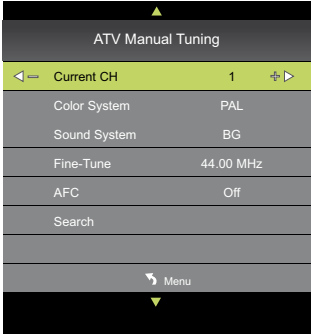 ATV Manual Tuning
Current CH 1
Color System PAL
Sound System BG
Fine-Tune 44.00 MHz
AFC Off
Search
Menu